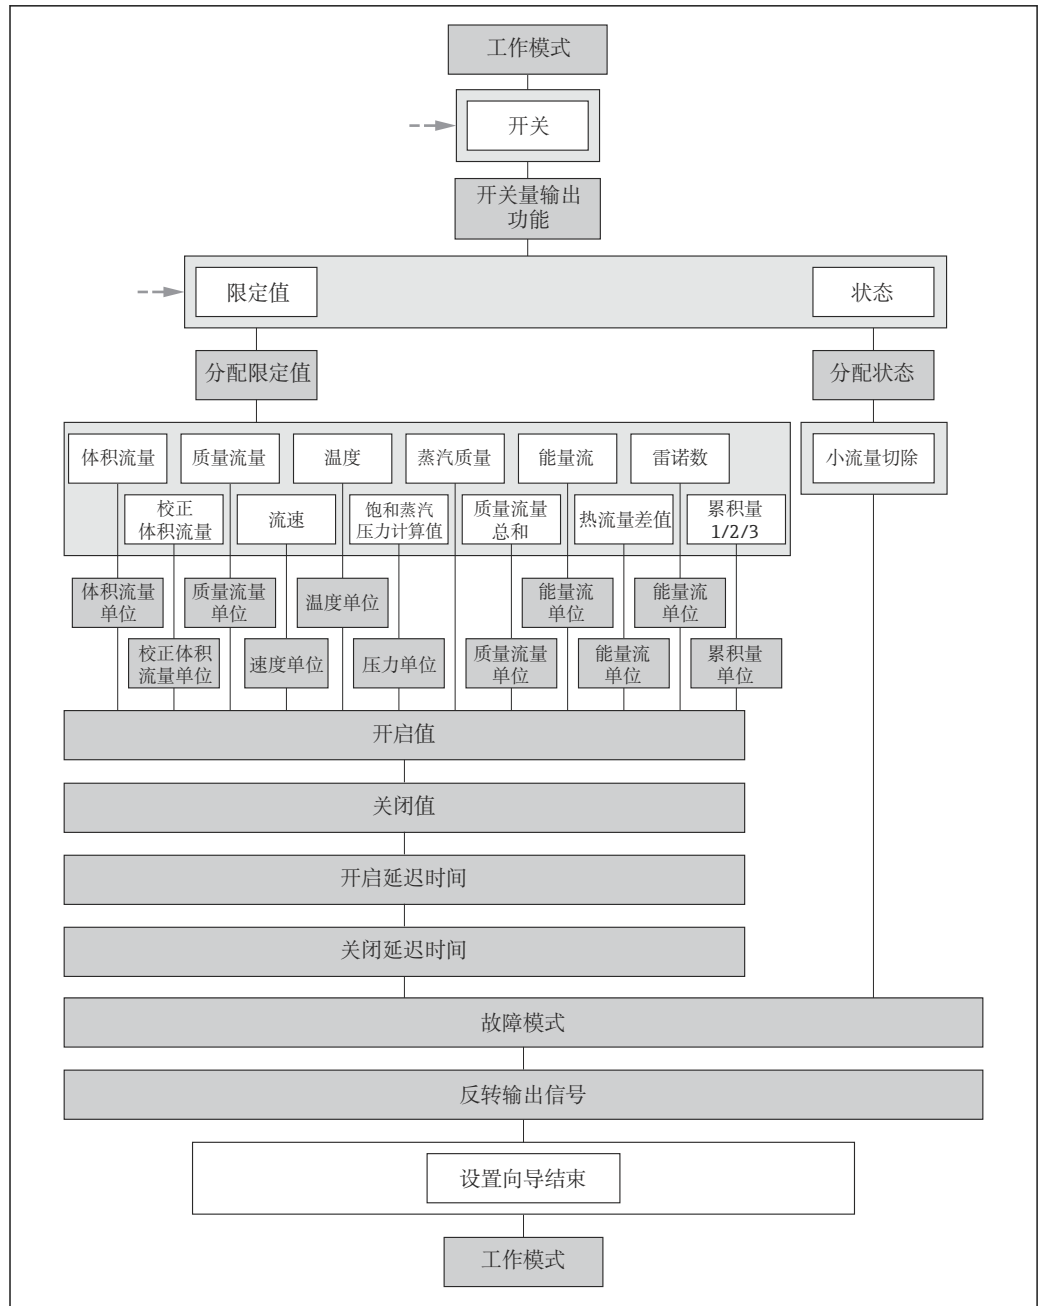 工作模式
开关
开关量输出
功能
限定值
状态
分配限定值
分配状态
体积流量
质量流量
温度
蒸汽质量
能量流
雷诺数
小流量切除
校正
体积流量
流速
饱和蒸汽
压力计算值
质量流量
总和
热流量差值
累积量
1/2/3
体积流量
单位
质量流量
单位
温度单位
能量流
单位
能量流
单位
校正体积
流量单位
速度单位
压力单位
质量流量
单位
能量流
单位
累积量
单位
开启值
关闭值
开启延迟时间
关闭延迟时间
故障模式
反转输出信号
设置向导结束
工作模式